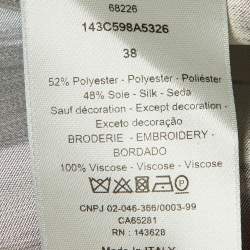 68226
143C598A5326
38
52% Polyester - Polyester - Poliéster
48% Soie - Silk - Seda
Sauf décoration - Except decoration -
Exceto decoração
BRODERIE - EMBROIDERY -
BORDADO
100% Viscose - Viscose - Viscose
CNPJ 02-046-366/0003-99
CA65281
RN : 143628
Made In ITALY